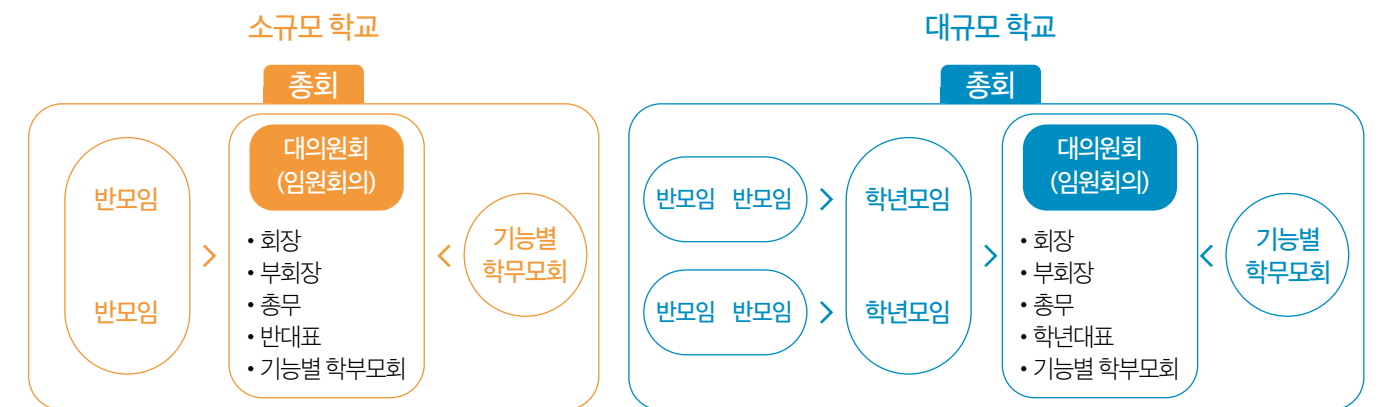 소규모 학교
총회
반모임
반모임
대의원회
(임원회의)
• 회장
• 부회장
• 총무
• 반대표
• 기능별 학부모회
기능별
학무모회
대규모 학교
총회
반모임 반모임
학년모임
반모임 반모임
학년모임
대의원회
(임원회의)
• 회장
• 부회장
• 총무
• 학년대표
• 기능별 학부모회
기능별
학무모회